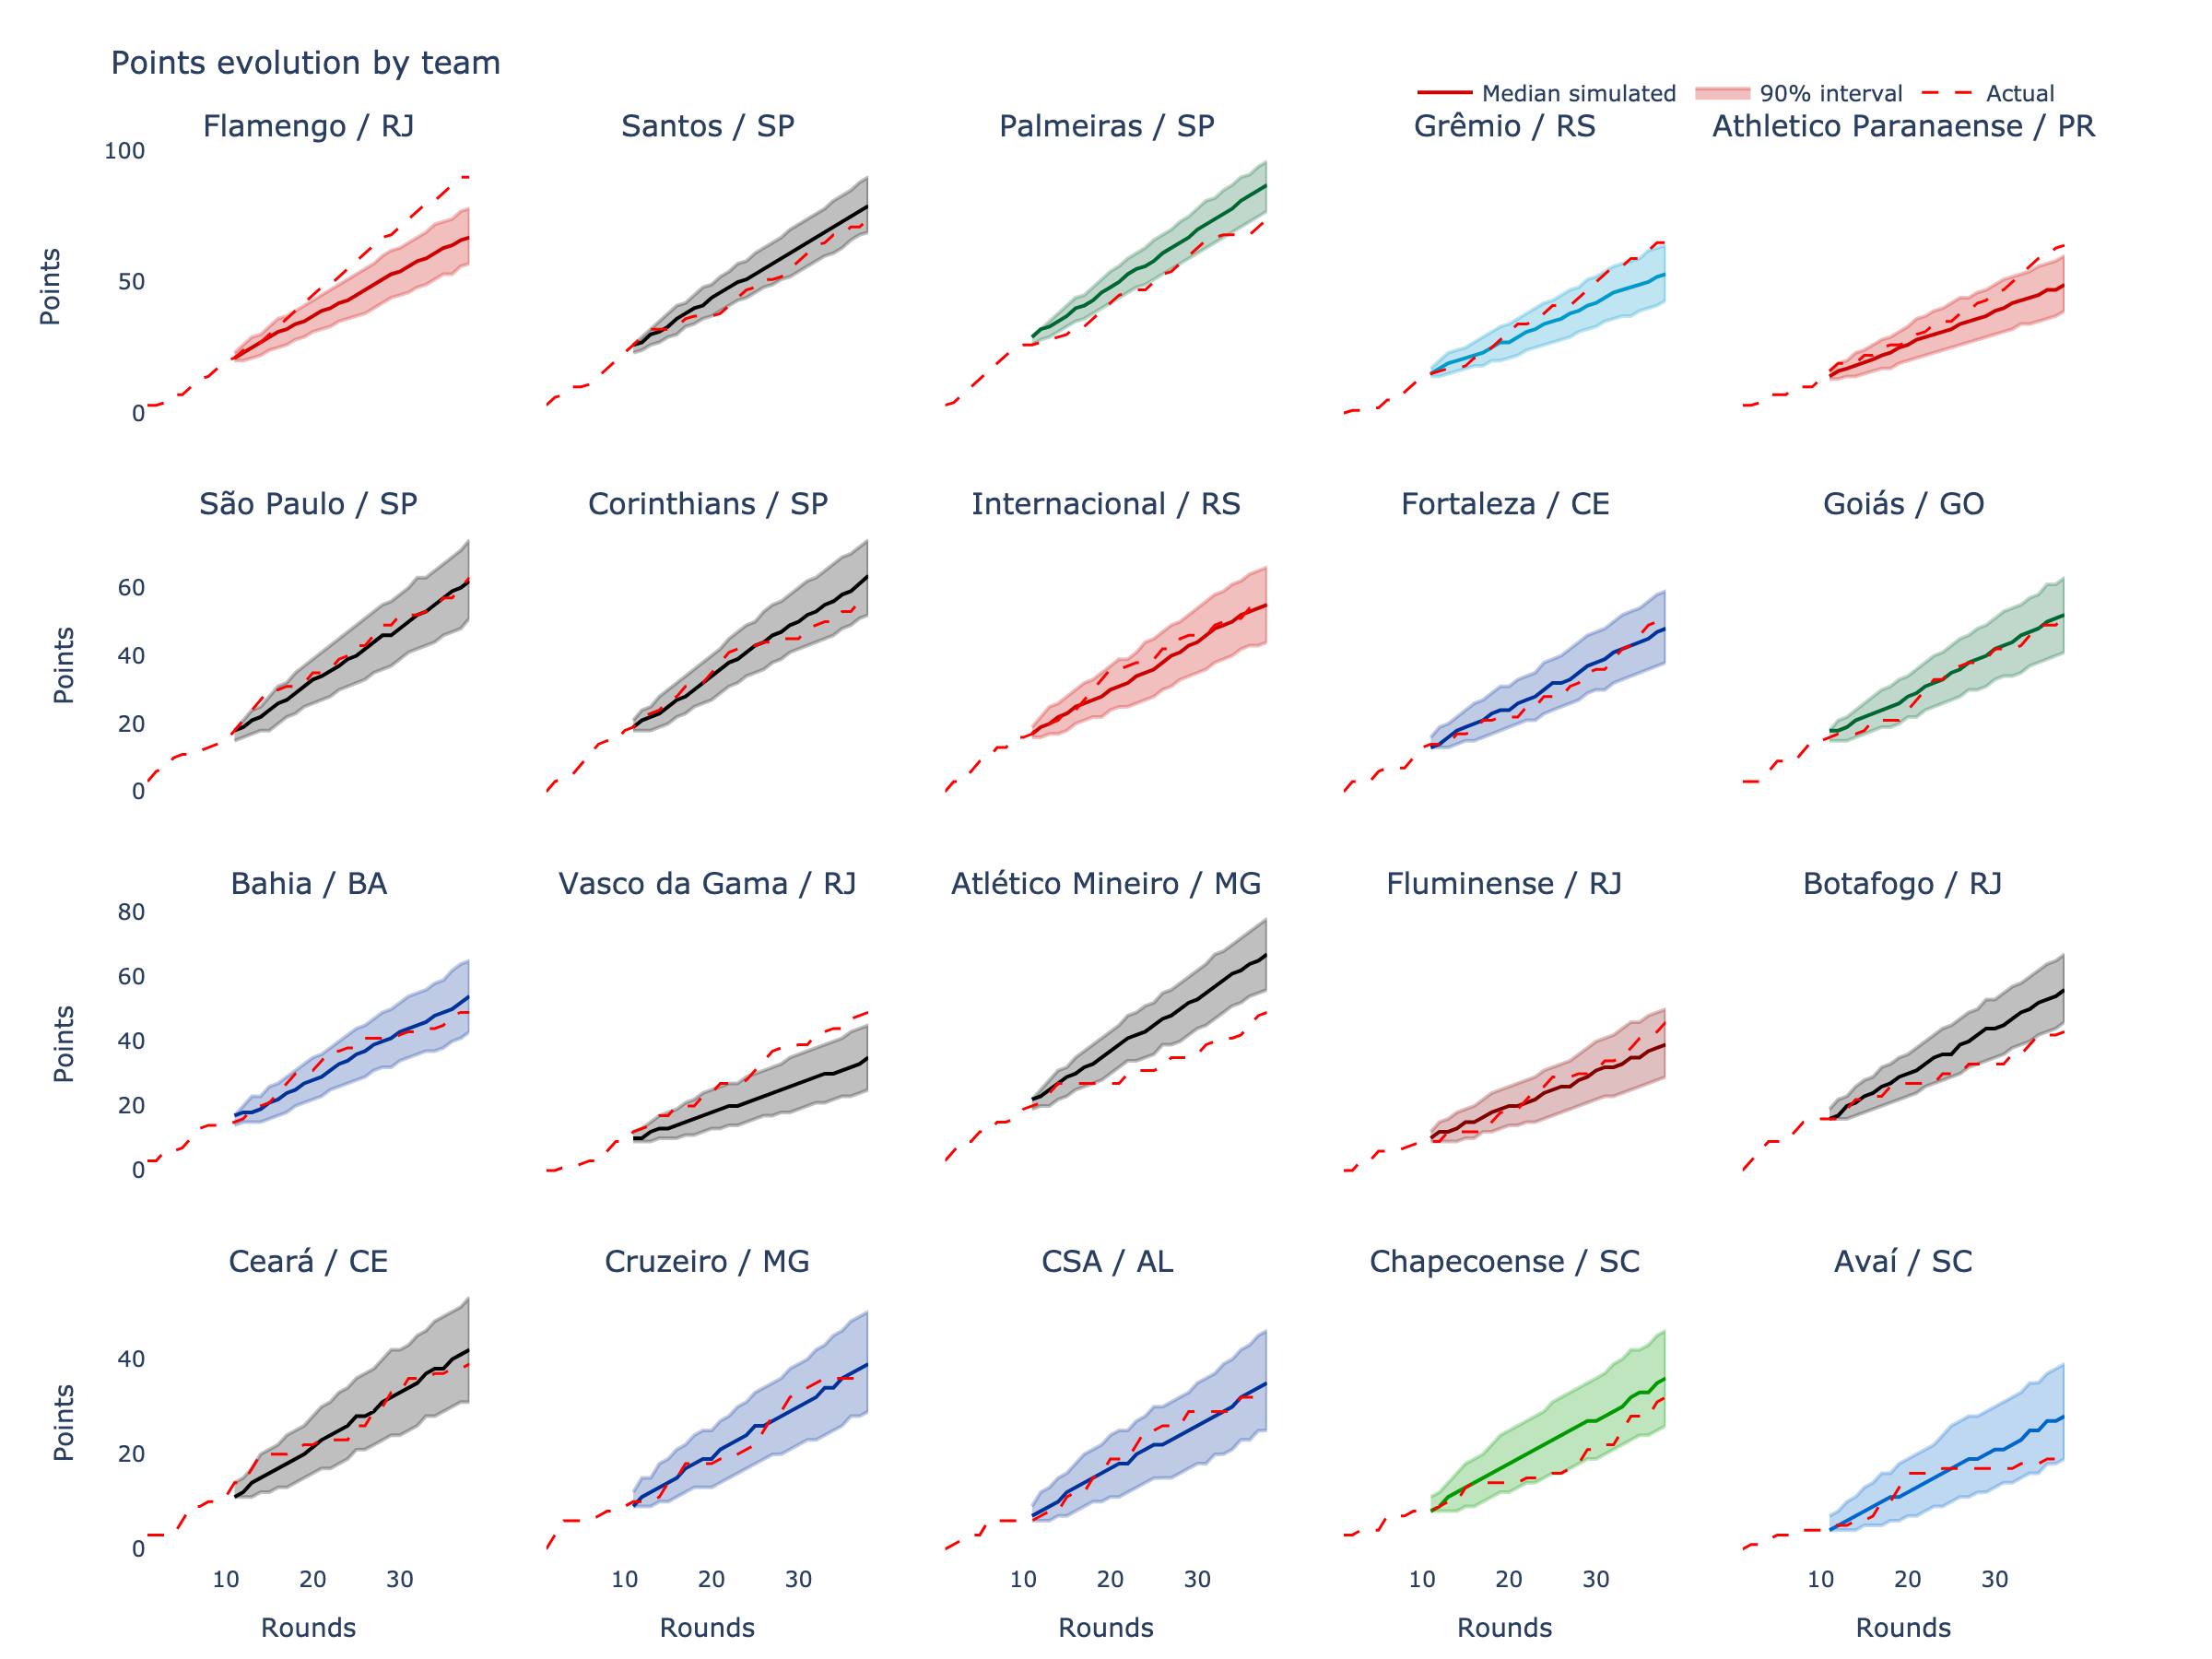 Points evolution by team
Median simulated 90% interval Actual
Flamengo / RJ Santos / SP Palmeiras / SP Grêmio / RS Athletico Paranaense / PR
100
50
0
Points
São Paulo / SP Corinthians / SP Internacional / RS Fortaleza / CE Goiás / GO
60
40
20
0
Points
Bahia / BA Vasco da Gama / RJ Atlético Mineiro / MG Fluminense / RJ Botafogo / RJ
80
60
40
20
0
Points
Ceará / CE Cruzeiro / MG CSA / AL Chapecoense / SC Avaí / SC
40
20
0
Points
10 20 30 10 20 30 10 20 30 10 20 30 10 20 30
Rounds Rounds Rounds Rounds Rounds